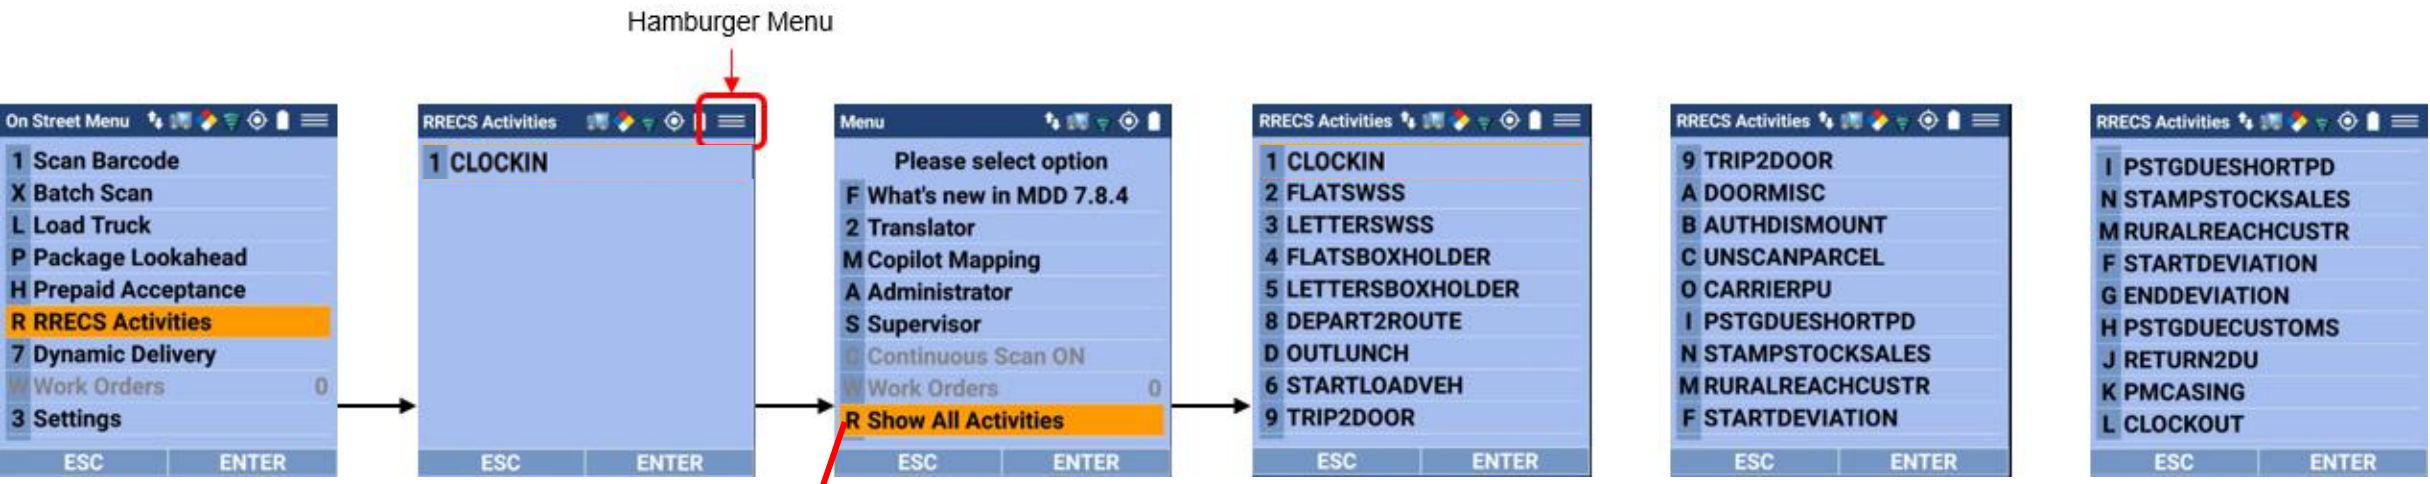 Hamburger Menu
On Street Menu
1 Scan Barcode
X Batch Scan
L Load Truck
P Package Lookahead
H Prepaid Acceptance
R RRECS Activities
7 Dynamic Delivery
W Work Orders 0
3 Settings
ESC ENTER
RRECS Activities
1 CLOCKIN
ESC ENTER
Menu
Please select option
F What's new in MDD 7.8.4
2 Translator
M Copilot Mapping
A Administrator
S Supervisor
C Continuous Scan ON
W Work Orders 0
R Show All Activities
ESC ENTER
RRECS Activities
1 CLOCKIN
2 FLATSWSS
3 LETTERSWSS
4 FLATSBOXHOLDER
5 LETTERSBOXHOLDER
8 DEPART2ROUTE
D OUTLUNCH
6 STARTLOADVEH
9 TRIP2DOOR
ESC ENTER
RRECS Activities
9 TRIP2DOOR
A DOORMISC
B AUTHDISMOUNT
C UNSCANPARCEL
O CARRIERPU
I PSTGDUESHORTPD
N STAMPSTOCKSALES
M RURALREACHCUSTR
F STARTDEVIATION
ESC ENTER
RRECS Activities
I PSTGDUESHORTPD
N STAMPSTOCKSALES
M RURALREACHCUSTR
F STARTDEVIATION
G ENDDEVIATION
H PSTGDUECUSTOMS
J RETURN2DU
K PMCASING
L CLOCKOUT
ESC ENTER